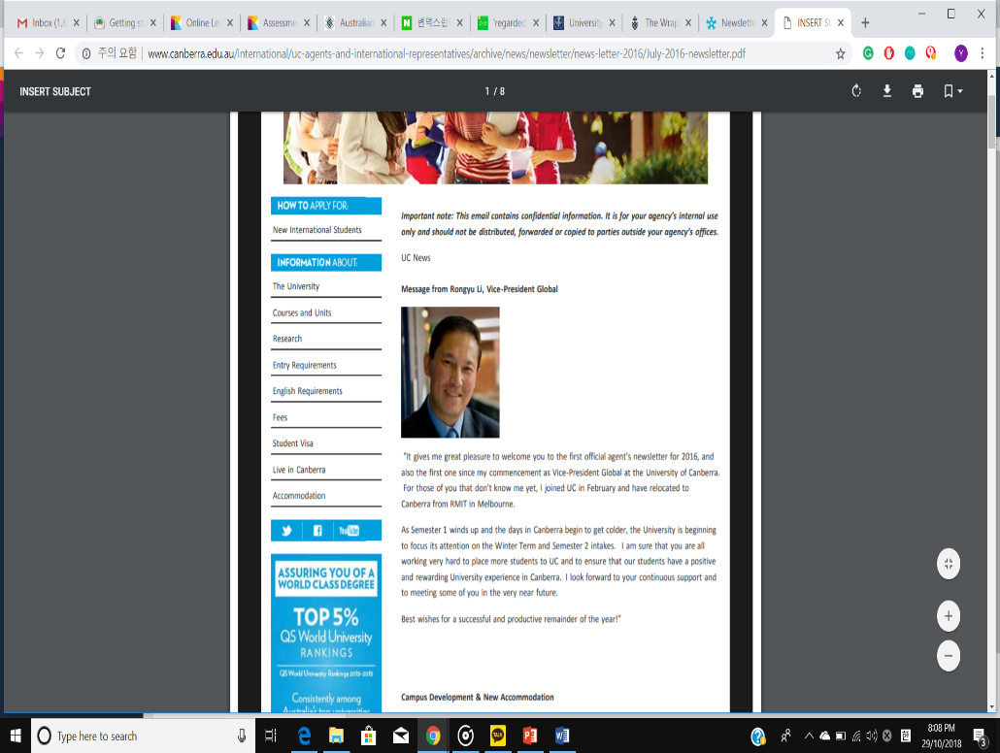 Inbox (1,6
Getting st
Online Le
Assessme
Australian
변덕스런
'regarded
University
The Wrap
Newslette
INSERT SU
주의 요함 www.canberra.edu.au/international/uc-agents-and-international-representatives/archive/news/newsletter/news-letter-2016/July-2016-newsletter.pdf
INSERT SUBJECT
1 / 8
HOW TO APPLY FOR:
New International Students
INFORMATION ABOUT:
The University
Courses and Units
Research
Entry Requirements
English Requirements
Fees
Student Visa
Live in Canberra
Accommodation
YouTube
ASSURING YOU OF A
WORLD CLASS DEGREE
TOP 5%
QS World University
RANKINGS
QS World University Rankings 2013-2015
Consistently among
Australia's top universities
Important note: This email contains confidential information. It is for your agency's internal use
only and should not be distributed, forwarded or copied to parties outside your agency's offices.
UC News
Message from Rongyu Li, Vice-President Global
"It gives me great pleasure to welcome you to the first official agent's newsletter for 2016, and
also the first one since my commencement as Vice-President Global at the University of Canberra.
For those of you that don't know me yet, I joined UC in February and have relocated to
Canberra from RMIT in Melbourne.
As Semester 1 winds up and the days in Canberra begin to get colder, the University is beginning
to focus its attention on the Winter Term and Semester 2 intakes. I am sure that you are all
working very hard to place more students to UC and to ensure that our students have a positive
and rewarding University experience in Canberra. I look forward to your continuous support and
to meeting some of you in the very near future.
Best wishes for a successful and productive remainder of the year!"
Campus Development & New Accommodation
Type here to search
TALK
한
8:08 PM
29/10/2018
3